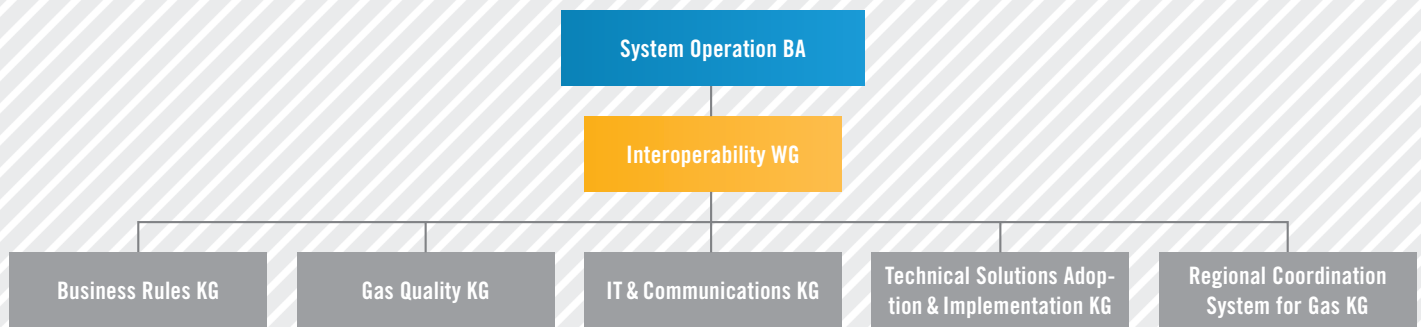 System Operation BA
Interoperability WG
Business Rules KG
Gas Quality KG
IT & Communications KG
Technical Solutions Adop-
tion & Implementation KG
Regional Coordination
System for Gas KG